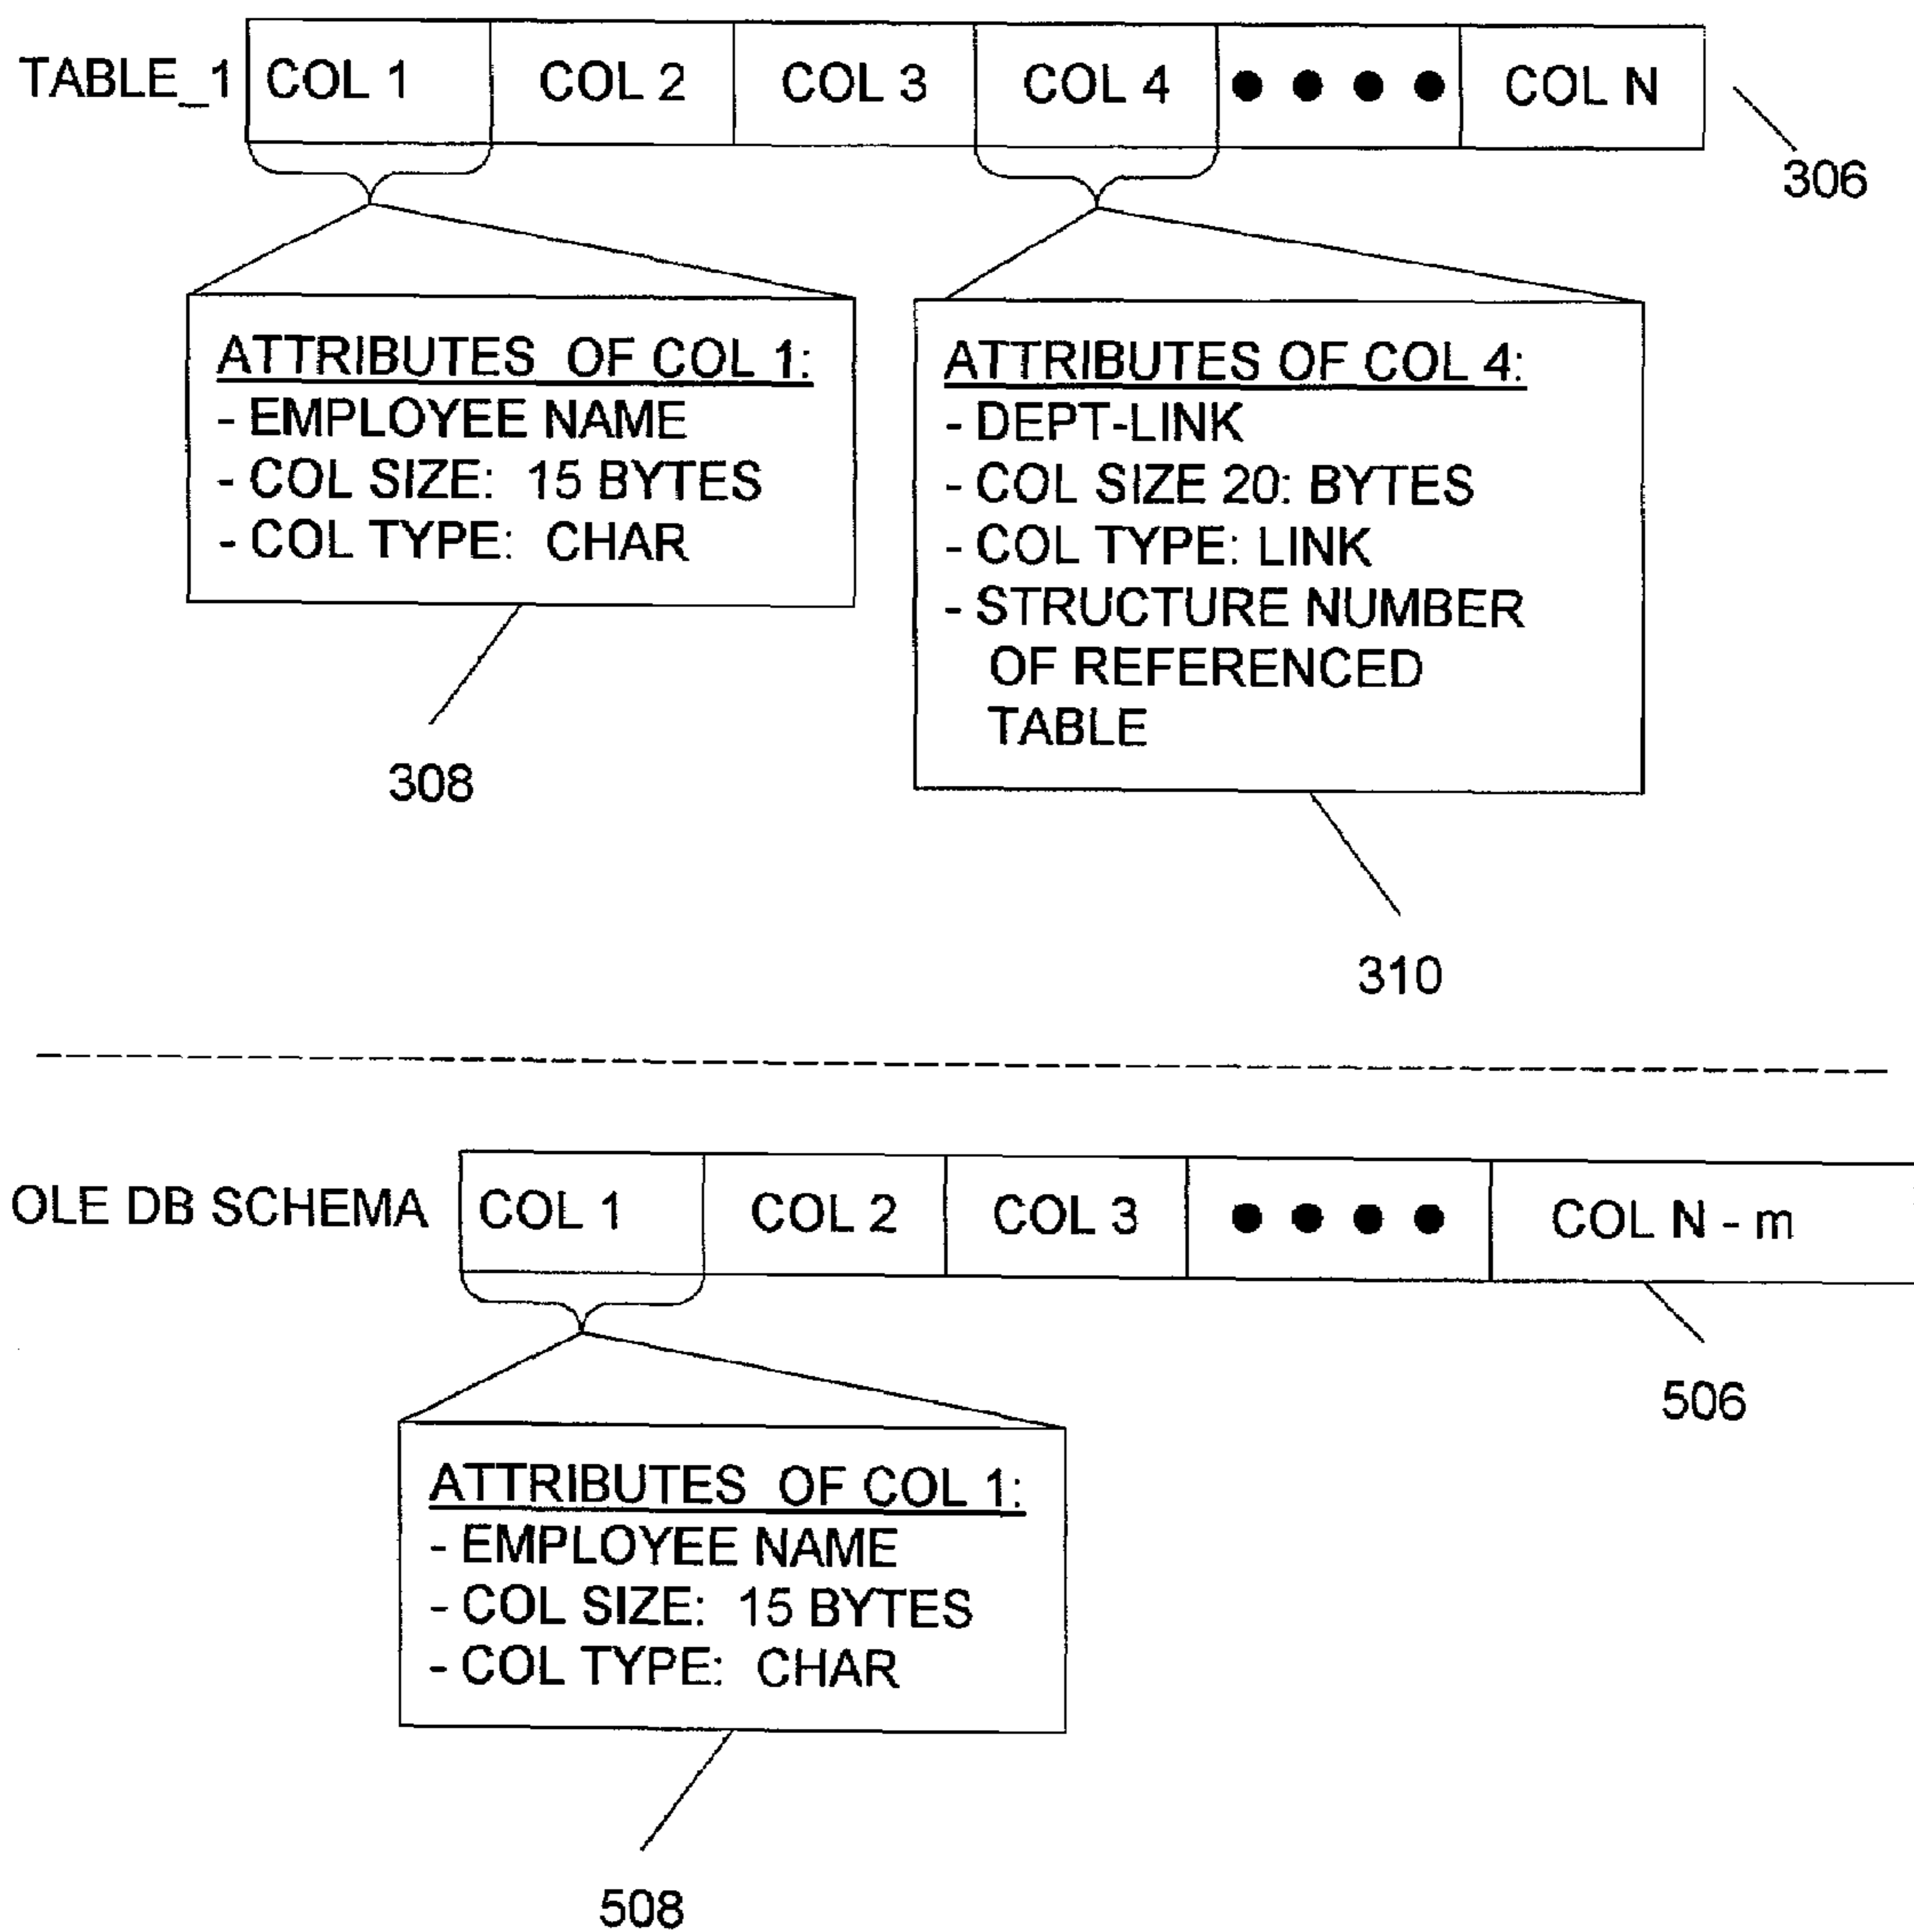 TABLE_1 COL 1 COL 2 COL 3 COL 4 COL N
306
ATTRIBUTES OF COL 1:
- EMPLOYEE NAME
- COL SIZE: 15 BYTES
- COL TYPE: CHAR
308
ATTRIBUTES OF COL 4:
- DEPT-LINK
- COL SIZE 20: BYTES
- COL TYPE: LINK
- STRUCTURE NUMBER
OF REFERENCED
TABLE
310
OLE DB SCHEMA COL 1 COL 2 COL 3 COL N - m
506
ATTRIBUTES OF COL 1:
- EMPLOYEE NAME
- COL SIZE: 15 BYTES
- COL TYPE: CHAR
508